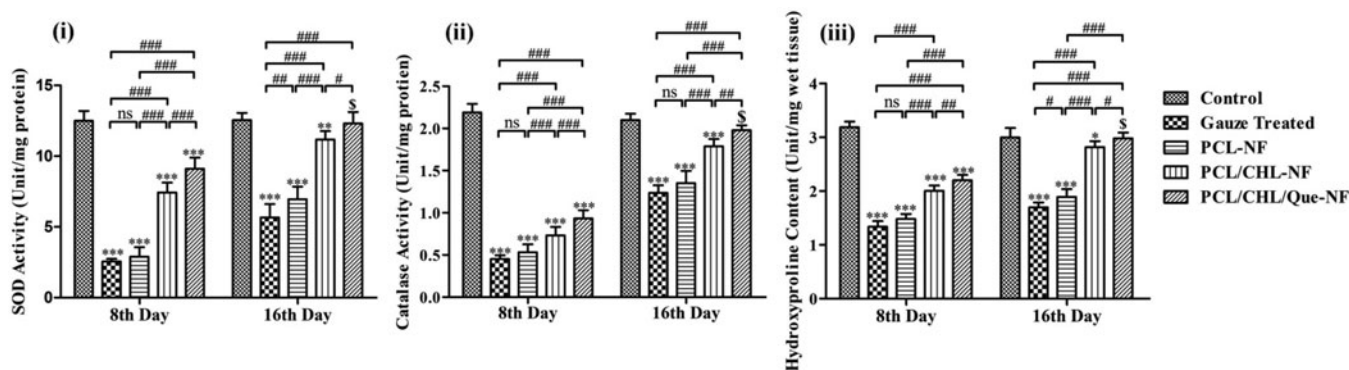 (i)
SOD Activity (Unit/mg protein)
15
10
5
0
###
###
###
ns ### ###
*** *** *** ***
###
###
## ### #
*** *** ** $
8th Day 16th Day
(ii)
Catalase Activity (Unit/mg protien)
2.5
2.0
1.5
1.0
0.5
0.0
###
###
###
ns ### ###
*** *** *** ***
###
###
###
ns ### ##
*** $
8th Day 16th Day
(iii)
Hydroxyproline Content (Unit/mg wet tissue)
4
3
2
1
0
###
###
###
ns ### ##
*** *** *** ***
###
###
###
# ### #
*** *** * $
8th Day 16th Day
Control
Gauze Treated
PCL-NF
PCL/CHL-NF
PCL/CHL/Que-NF